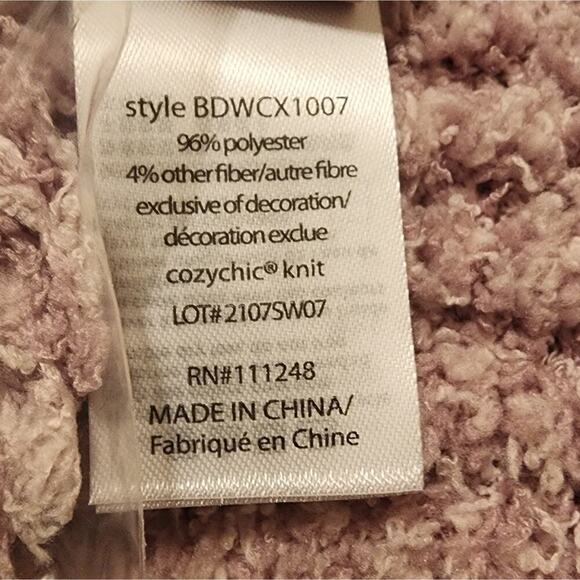 style BDWCX1007
96% polyester
4% other fiber/autre fibre
exclusive of decoration/
décoration exclue
cozychic® knit
LOT# 2107SW07
RN#111248
MADE IN CHINA/
Fabriqué en Chine